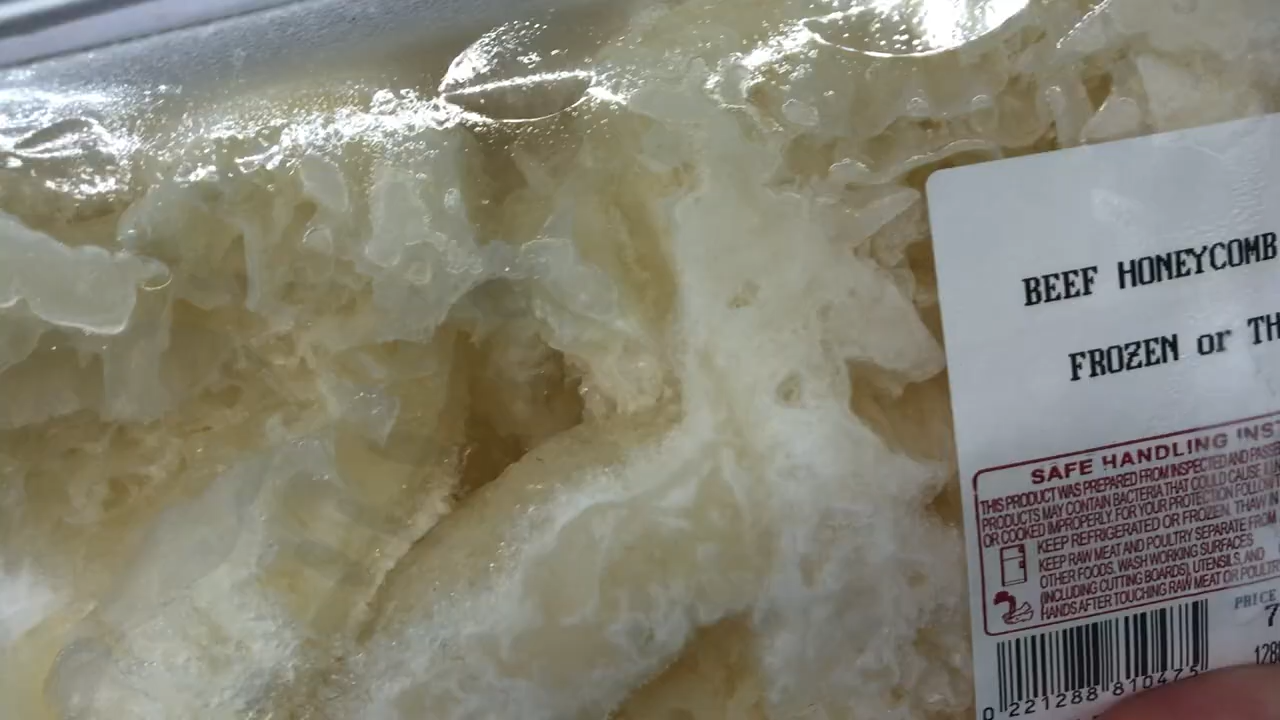 BEEF HONEYCOMB
FROZEN or TH
SAFE HANDLING INST
THIS PRODUCT WAS PREPARED FROM INSPECTED AND PASSE
PRODUCTS MAY CONTAIN BACTERIA THAT COULD CAUSE ILL
OR COOKED IMPROPERLY. FOR YOUR PROTECTION FOLLOW
KEEP REFRIGERATED OR FROZEN. THAW IN
KEEP RAW MEAT AND POULTRY SEPARATE FROM
OTHER FOODS. WASH WORKING SURFACES
(INCLUDING CUTTING BOARDS), UTENSILS, AND
HANDS AFTER TOUCHING RAW MEAT OR POULTR
PRICE
7
128
0 221288 810475